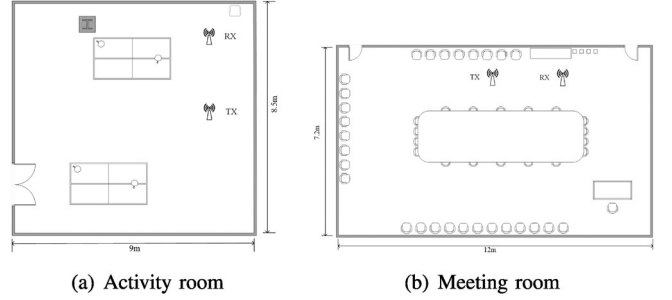 RX
TX
8.5m
9m
(a) Activity room
TX
RX
7.2m
12m
(b) Meeting room